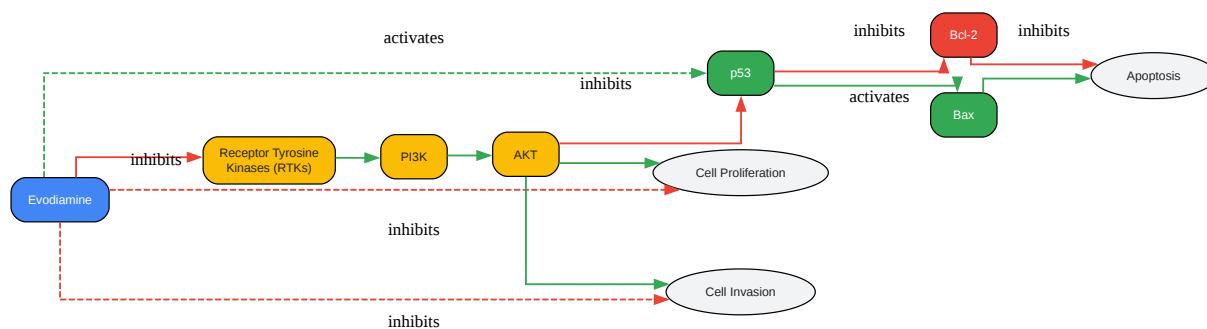 inhibits
Bcl-2
inhibits
activates
p53
inhibits
activates
Bax
Apoptosis
inhibits
Receptor Tyrosine
Kinases (RTKs)
PI3K
AKT
Cell Proliferation
Evodiamine
inhibits
Cell Invasion
inhibits